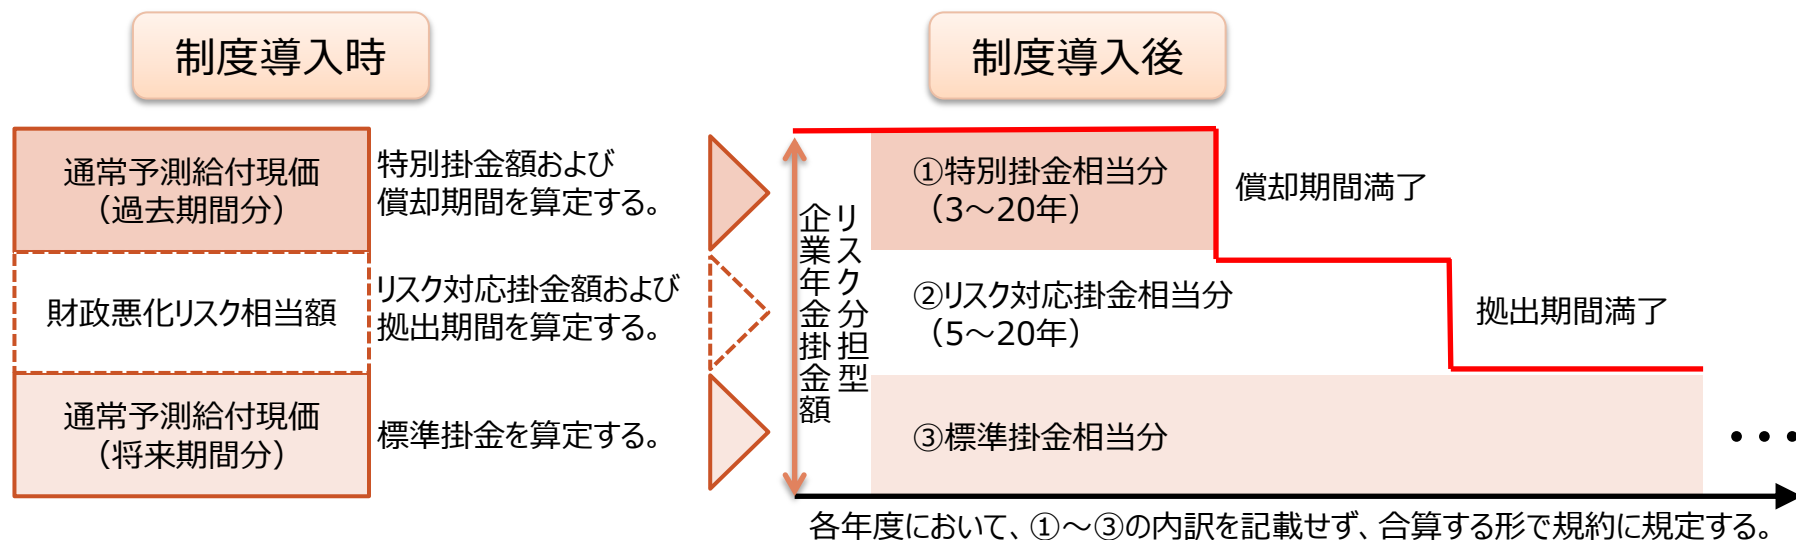 制度導入時
制度導入後
通常予測給付現価
（過去期間分）
特別掛金額および
償却期間を算定する。
財政悪化リスク相当額
リスク対応掛金額および
拠出期間を算定する。
通常予測給付現価
（将来期間分）
標準掛金を算定する。
リスク分担型
企業年金掛金額
①特別掛金相当分
（3～20年）
償却期間満了
②リスク対応掛金相当分
（5～20年）
拠出期間満了
③標準掛金相当分
・・・
各年度において、①～③の内訳を記載せず、合算する形で規約に規定する。